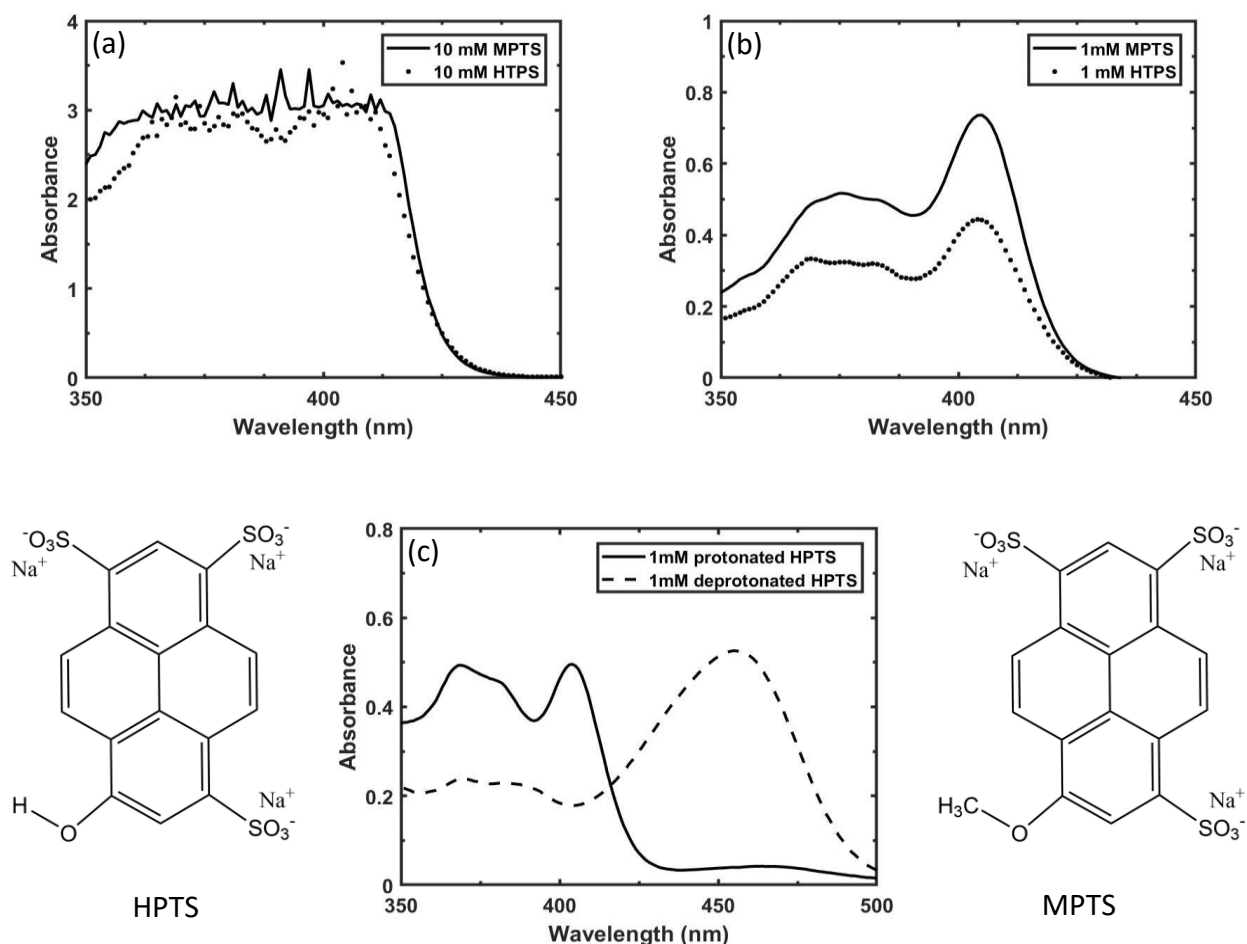 (a)
10 mM MPTS
10 mM HTPS
4
3
2
1
0
Absorbance
350
400
450
Wavelength (nm)
(b)
1mM MPTS
1 mM HTPS
1
0.8
0.6
0.4
0.2
0
Absorbance
350
400
450
Wavelength (nm)
-O3S
Na+
SO3-
Na+
Na+
SO3-
H
O
HPTS
(c)
1mM protonated HPTS
1mM deprotonated HPTS
0.8
0.6
0.4
0.2
0
Absorbance
350
400
450
500
Wavelength (nm)
-O3S
Na+
SO3-
Na+
Na+
SO3-
H3C
O
MPTS